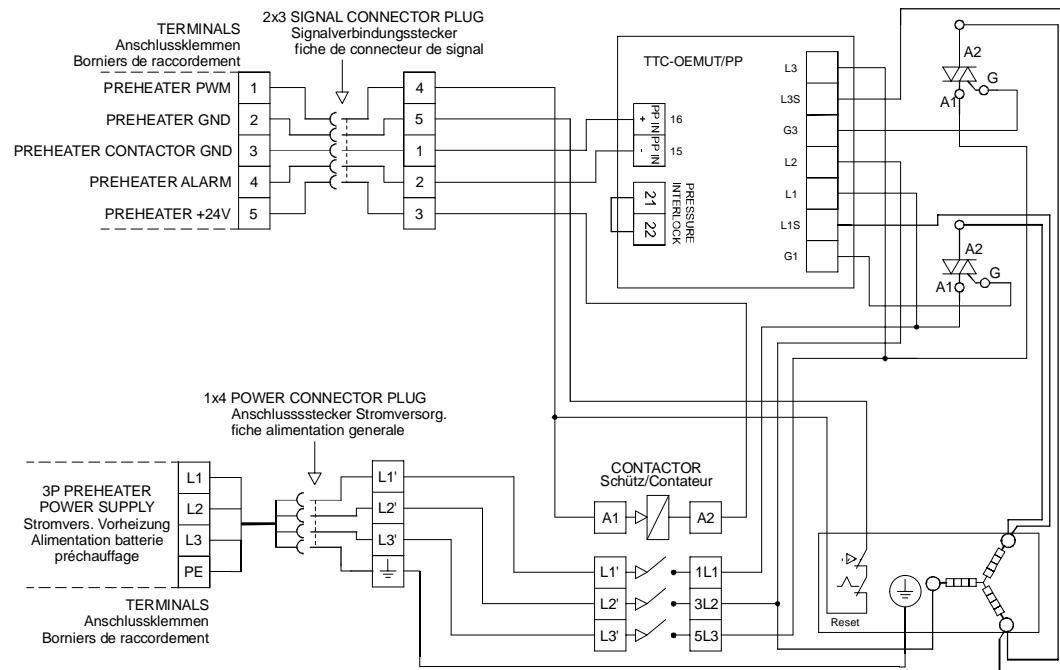 TERMINALS
Anschlussklemmen
Borniers de raccordement
2x3 SIGNAL CONNECTOR PLUG
Signalverbindungsstecker
fiche de connecteur de signal
PREHEATER PWM 1 4
PREHEATER GND 2 5
PREHEATER CONTACTOR GND 3 1
PREHEATER ALARM 4 2
PREHEATER +24V 5 3
TTC-OEMUT/PP
+ PP IN 16
- PP IN 15
21
22
PRESSURE
INTERLOCK
L3
L3S
G3
L2
L1
L1S
G1
A2
G
A1
A2
G
A1
1x4 POWER CONNECTOR PLUG
Anschlusssstecker Stromversorg.
fiche alimentation generale
3P PREHEATER
POWER SUPPLY
Stromvers. Vorheizung
Alimentation batterie
préchauffage
L1
L2
L3
PE
L1'
L2'
L3'
TERMINALS
Anschlussklemmen
Borniers de raccordement
CONTACTOR
Schütz/Contateur
A1 A2
L1' 1L1
L2' 3L2
L3' 5L3
Reset